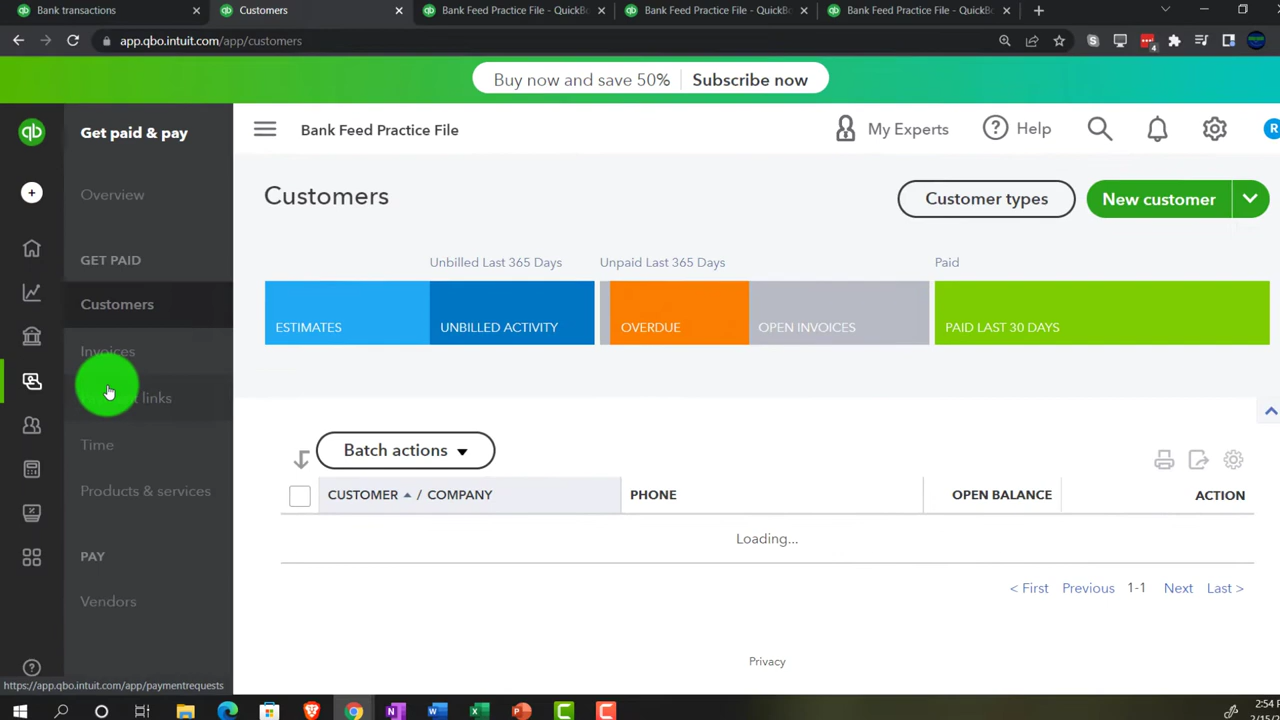 Bank transactions
Customers
Bank Feed Practice File - QuickBo
Bank Feed Practice File - QuickBo
Bank Feed Practice File - QuickBo
app.qbo.intuit.com/app/customers
4
Buy now and save 50%
Subscribe now
qb
Get paid & pay
Bank Feed Practice File
My Experts
Help
R
Overview
Customers
Customer types
New customer
GET PAID
Unbilled Last 365 Days
Unpaid Last 365 Days
Paid
Customers
ESTIMATES
UNBILLED ACTIVITY
OVERDUE
OPEN INVOICES
PAID LAST 30 DAYS
Invoices
links
Time
Batch actions
Products & services
CUSTOMER / COMPANY
PHONE
OPEN BALANCE
ACTION
Loading...
PAY
Vendors
< First
Previous
1-1
Next
Last >
Privacy
https://app.qbo.intuit.com/app/paymentrequests
2:54